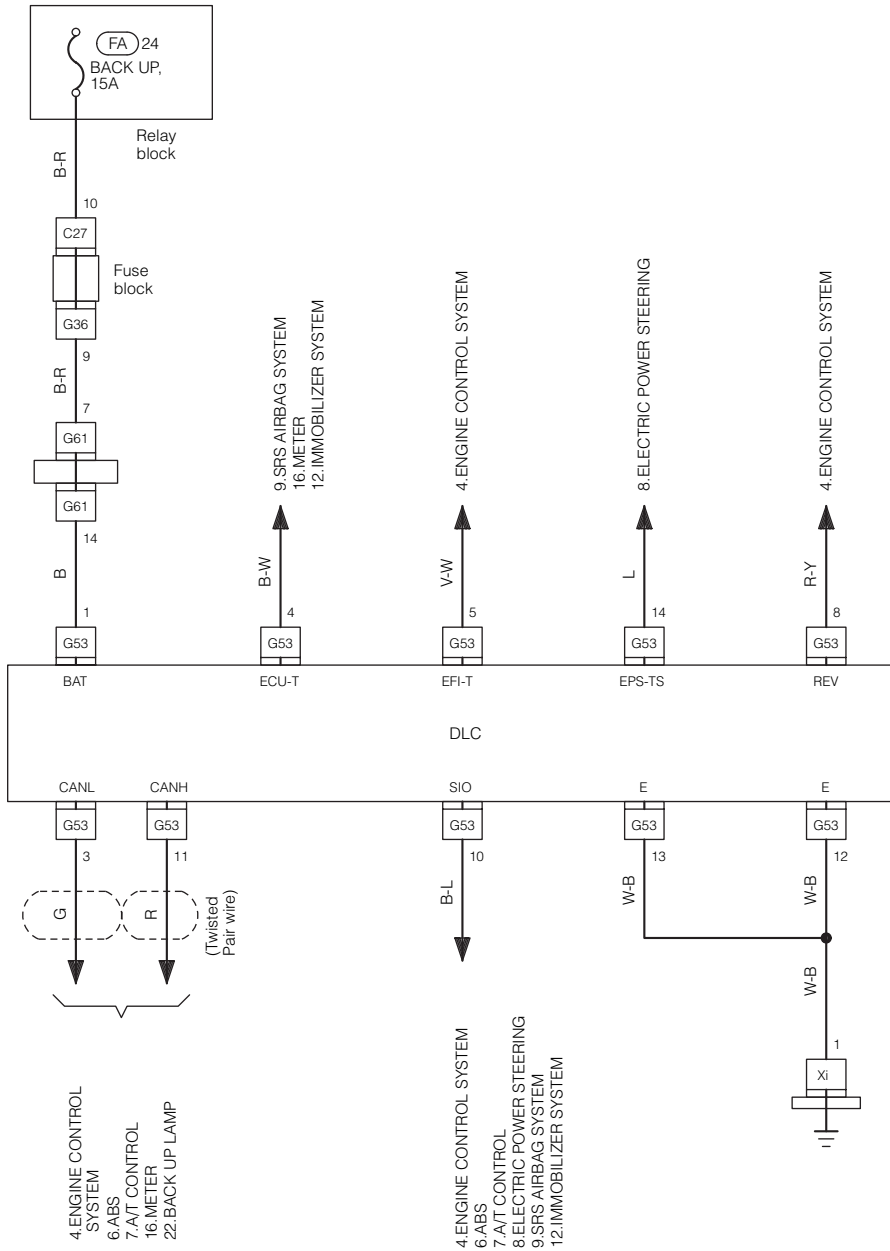 FA 24
BACK UP,
15A
Relay
block
B-R
10
C27
Fuse
block
G36
9
B-R
7
G61
G61
14
B
1
G53
BAT
9.SRS AIRBAG SYSTEM
16.METER
12.IMMOBILIZER SYSTEM
B-W
4
G53
ECU-T
4.ENGINE CONTROL SYSTEM
V-W
5
G53
EFI-T
8.ELECTRIC POWER STEERING
L
14
G53
EPS-TS
4.ENGINE CONTROL SYSTEM
R-Y
8
G53
REV
DLC
CANL
G53
3
G
CANH
G53
11
R
(Twisted
Pair wire)
4.ENGINE CONTROL
SYSTEM
6.ABS
7.A/T CONTROL
16.METER
22.BACK UP LAMP
SIO
G53
10
B-L
4.ENGINE CONTROL SYSTEM
6.ABS
7.A/T CONTROL
8.ELECTRIC POWER STEERING
9.SRS AIRBAG SYSTEM
12.IMMOBILIZER SYSTEM
E
G53
13
W-B
E
G53
12
W-B
W-B
1
Xi